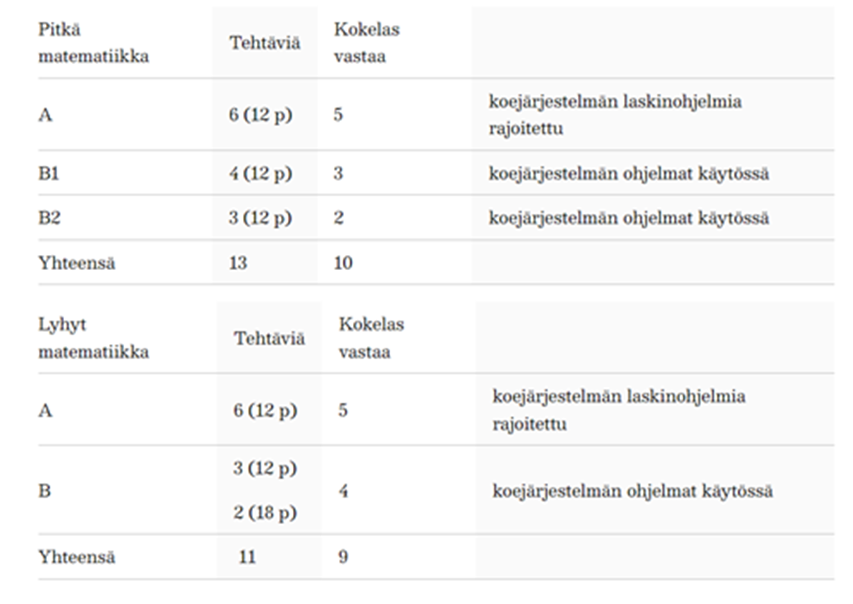 Pitkä
matematiikka
Tehtäviä
Kokelas
vastaa
A
6 (12 p)
5
koejärjestelmän laskinohjelmia
rajoitettu
B1
4 (12 p)
3
koejärjestelmän ohjelmat käytössä
B2
3 (12 p)
2
koejärjestelmän ohjelmat käytössä
Yhteensä
13
10
Lyhyt
matematiikka
Tehtäviä
Kokelas
vastaa
A
6 (12 p)
5
koejärjestelmän laskinohjelmia
rajoitettu
B
3 (12 p)
2 (18 p)
4
koejärjestelmän ohjelmat käytössä
Yhteensä
11
9